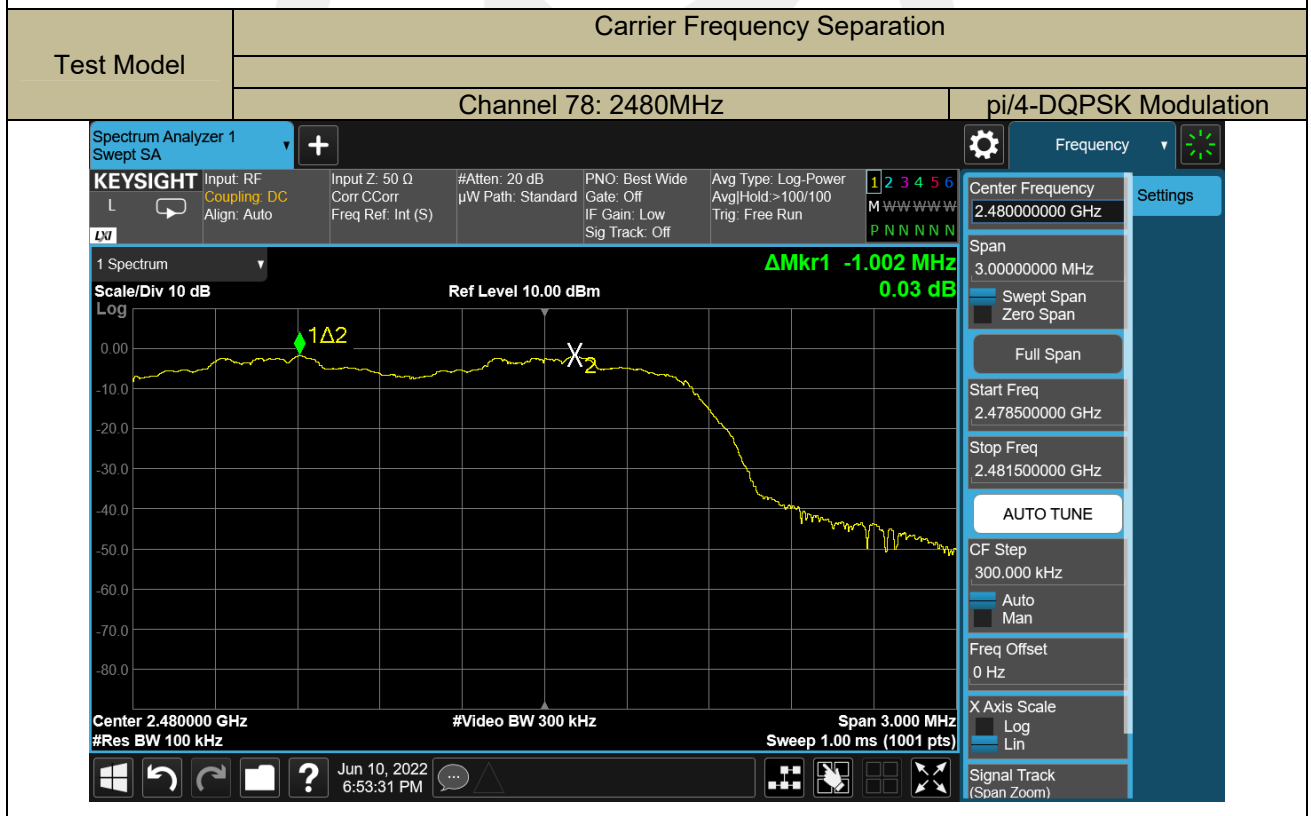 Carrier Frequency Separation
Test Model
Channel 78: 2480MHz pi/4-DQPSK Modulation
Spectrum Analyzer 1
Swept SA
+
Frequency
KEYSIGHT Input: RF Input Z: 50 Ω #Atten: 20 dB PNO: Best Wide Avg Type: Log-Power 1 2 3 4 5 6
L Coupling: DC Corr CCorr µW Path: Standard Gate: Off Avg|Hold:>100/100 M W W W W W
Align: Auto Freq Ref: Int (S) IF Gain: Low Trig: Free Run
LXI Sig Track: Off P N N N N N
Center Frequency
2.480000000 GHz
Settings
1 Spectrum ΔMkr1 -1.002 MHz
Scale/Div 10 dB Ref Level 10.00 dBm 0.03 dB
Log
1Δ2
0.00
X2
-10.0
-20.0
-30.0
-40.0
-50.0
-60.0
-70.0
-80.0
Center 2.480000 GHz #Video BW 300 kHz Span 3.000 MHz
#Res BW 100 kHz Sweep 1.00 ms (1001 pts)
Span
3.00000000 MHz
Swept Span
Zero Span
Full Span
Start Freq
2.478500000 GHz
Stop Freq
2.481500000 GHz
AUTO TUNE
CF Step
300.000 kHz
Auto
Man
Freq Offset
0 Hz
X Axis Scale
Log
Lin
Signal Track
(Span Zoom)
? Jun 10, 2022
6:53:31 PM